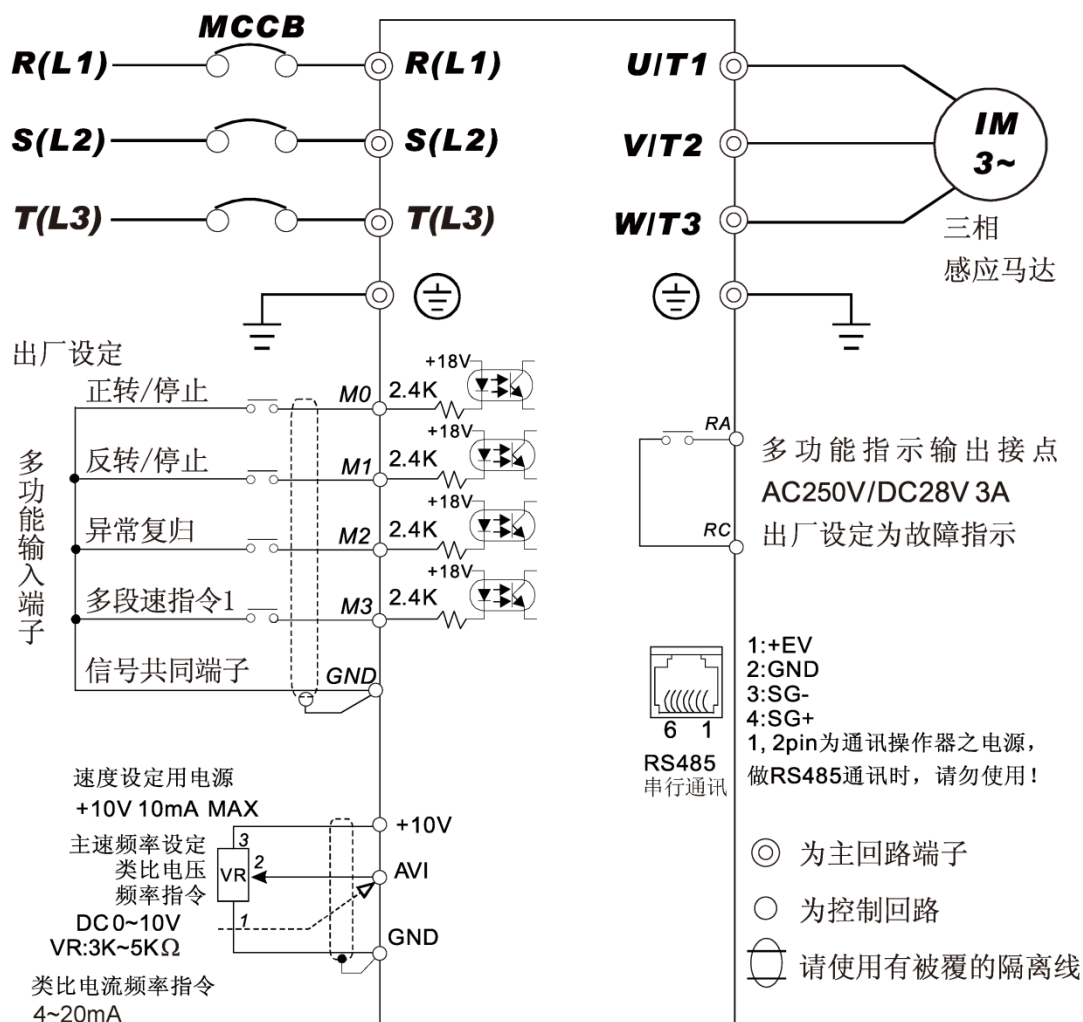 MCCB
R(L1)
R(L1)
U/T1
S(L2)
S(L2)
V/T2
IM
3~
T(L3)
T(L3)
W/T3
三相
感应马达
出厂设定
多功能输入端子
正转/停止
M0
2.4K
+18V
反转/停止
M1
2.4K
+18V
异常复归
M2
2.4K
+18V
多段速指令1
M3
2.4K
+18V
信号共同端子
GND
RA
多功能指示输出接点
AC250V/DC28V 3A
RC
出厂设定为故障指示
6 1
RS485
串行通讯
1:+EV
2:GND
3:SG-
4:SG+
1, 2pin为通讯操作器之电源,
做RS485通讯时，请勿使用!
速度设定用电源
+10V 10mA MAX
+10V
3
主速频率设定
类比电压
频率指令
VR
2
AVI
DC0~10V
1
VR:3K~5KΩ
GND
类比电流频率指令
4~20mA
为主回路端子
为控制回路
请使用有被覆的隔离线